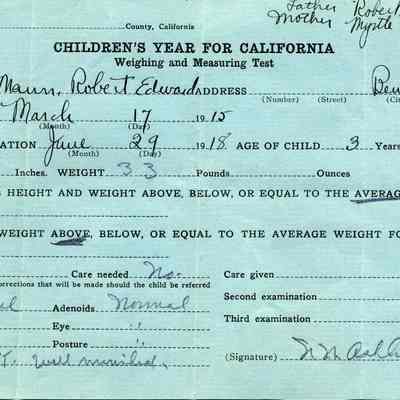 Father Rober
Mother Myrtle
County, California
CHILDREN'S YEAR FOR CALIFORNIA
Weighing and Measuring Test
Mann, Robert Edward ADDRESS
(Number) (Street)
March 17 1915
(Month) (Day)
ATION June 29 1918 AGE OF CHILD 3 Years
(Month) (Day)
Inches. WEIGHT 33 Pounds Ounces
HEIGHT AND WEIGHT ABOVE, BELOW, OR EQUAL TO THE AVERAGE
WEIGHT ABOVE, BELOW, OR EQUAL TO THE AVERAGE WEIGHT FO
Care needed No. Care given
orrections that will be made should the child be referred
Adenoids Normal Second examination
Eye " Third examination
Posture "
well nourished. (Signature)